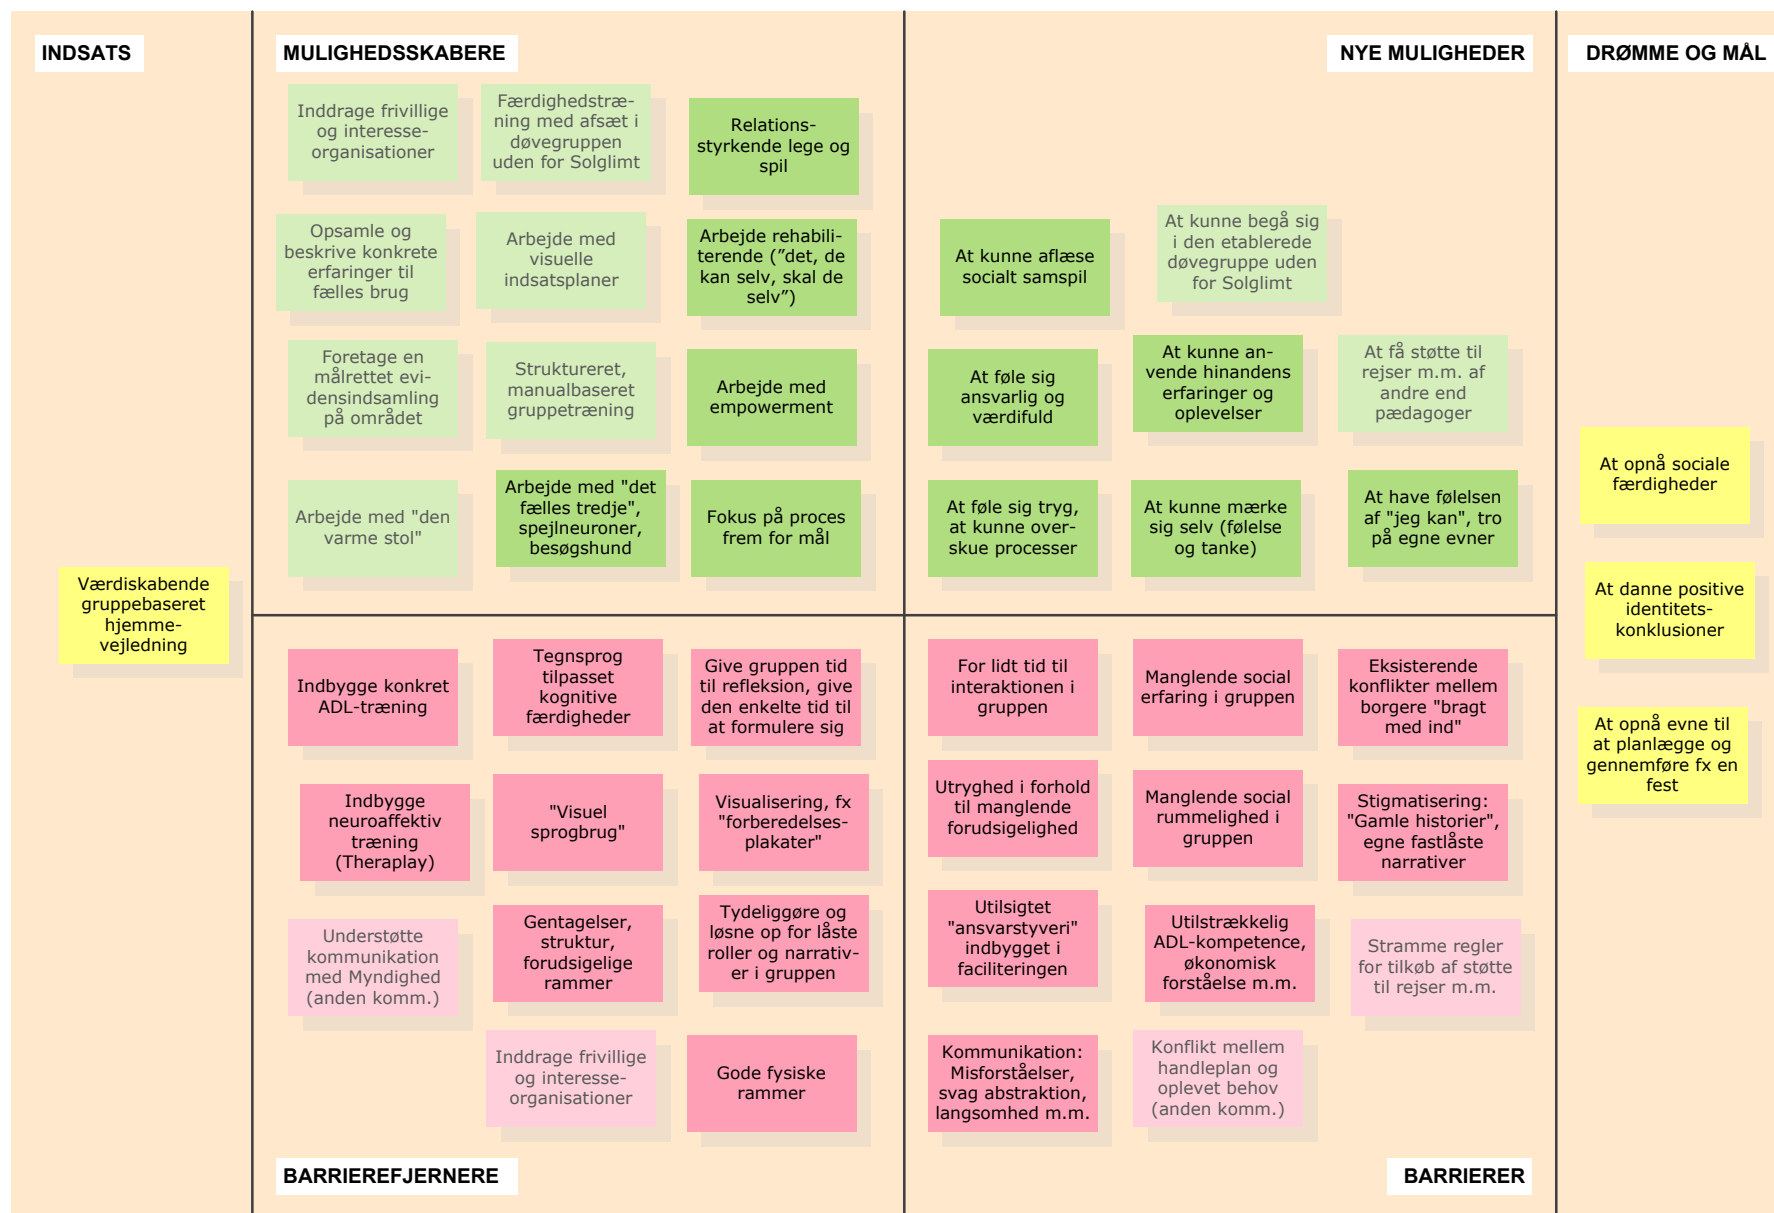 INDSATS
MULIGHEDSSKABERE
NYE MULIGHEDER
DRØMME OG MÅL
Inddrage frivillige
og interesse-
organisationer
Færdighedstræ-
ning med afsæt i
døvegruppen
uden for Solglimt
Relations-
styrkende lege og
spil
Opsamle og
beskrive konkrete
erfaringer til
fælles brug
Arbejde med
visuelle
indsatsplaner
Arbejde rehabili-
terende (”det, de
kan selv, skal de
selv”)
Foretage en
målrettet evi-
densindsamling
på området
Struktureret,
manualbaseret
gruppetræning
Arbejde med
empowerment
Arbejde med "den
varme stol"
Arbejde med "det
fælles tredje",
spejlneuroner,
besøgshund
Fokus på proces
frem for mål
At kunne aflæse
socialt samspil
At kunne begå sig
i den etablerede
døvegruppe uden
for Solglimt
At føle sig
ansvarlig og
værdifuld
At kunne an-
vende hinandens
erfaringer og
oplevelser
At få støtte til
rejser m.m. af
andre end
pædagoger
At føle sig tryg,
at kunne over-
skue processer
At kunne mærke
sig selv (følelse
og tanke)
At have følelsen
af "jeg kan", tro
på egne evner
At opnå sociale
færdigheder
At danne positive
identitets-
konklusioner
At opnå evne til
at planlægge og
gennemføre fx en
fest
Værdiskabende
gruppebaseret
hjemme-
vejledning
Indbygge konkret
ADL-træning
Tegnsprog
tilpasset
kognitive
færdigheder
Give gruppen tid
til refleksion, give
den enkelte tid til
at formulere sig
Indbygge
neuroaffektiv
træning
(Theraplay)
"Visuel
sprogbrug"
Visualisering, fx
"forberedelses-
plakater"
Understøtte
kommunikation
med Myndighed
(anden komm.)
Gentagelser,
struktur,
forudsigelige
rammer
Tydeliggøre og
løsne op for låste
roller og narrativ-
er i gruppen
Inddrage frivillige
og interesse-
organisationer
Gode fysiske
rammer
For lidt tid til
interaktionen i
gruppen
Manglende social
erfaring i gruppen
Eksisterende
konflikter mellem
borgere "bragt
med ind"
Utryghed i forhold
til manglende
forudsigelighed
Manglende social
rummelighed i
gruppen
Stigmatisering:
"Gamle historier",
egne fastlåste
narrativer
Utilsigtet
"ansvarstyveri"
indbygget i
faciliteringen
Utilstrækkelig
ADL-kompetence,
økonomisk
forståelse m.m.
Stramme regler
for tilkøb af støtte
til rejser m.m.
Kommunikation:
Misforståelser,
svag abstraktion,
langsomhed m.m.
Konflikt mellem
handleplan og
oplevet behov
(anden komm.)
BARRIEREFJERNERE
BARRIERER